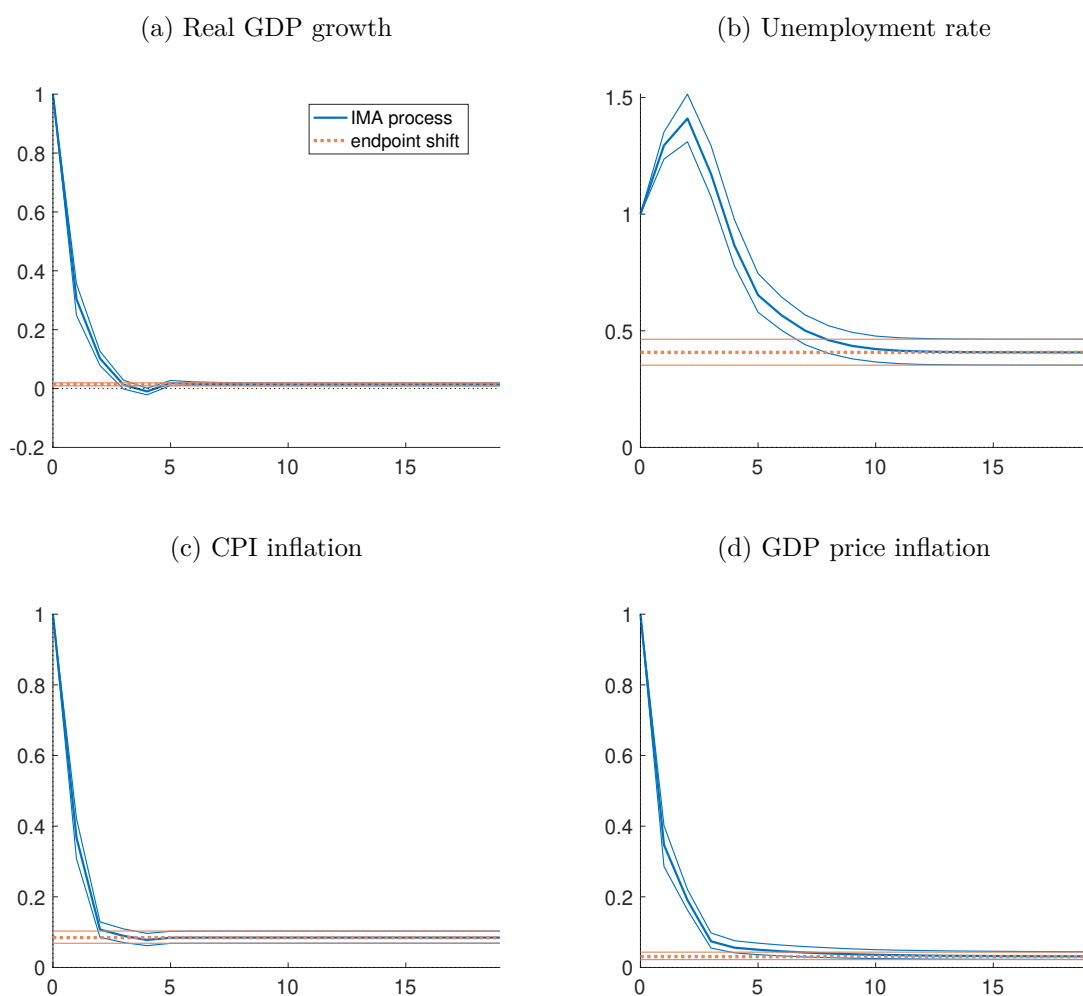 (a) Real GDP growth
(b) Unemployment rate
1
0.8
0.6
0.4
0.2
0
-0.2
0 5 10 15
IMA process
endpoint shift
1.5
1
0.5
0
0 5 10 15
(c) CPI inflation
(d) GDP price inflation
1
0.8
0.6
0.4
0.2
0
0 5 10 15
1
0.8
0.6
0.4
0.2
0
0 5 10 15